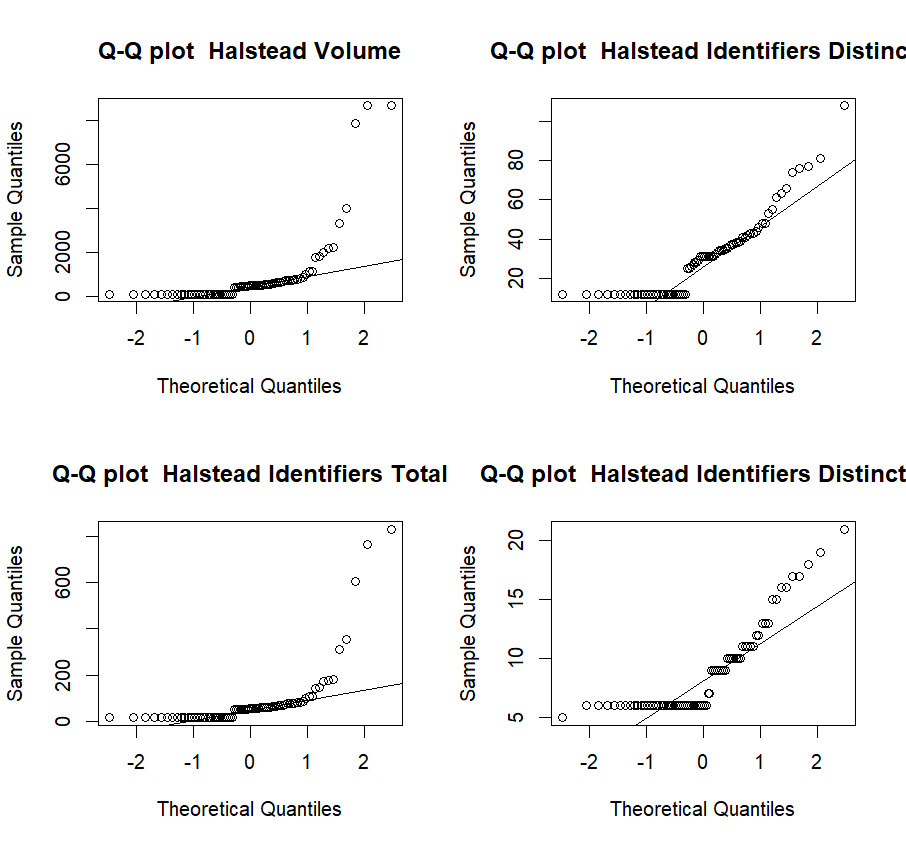 Q-Q plot  Halstead Volume
Sample Quantiles
0 2000 6000
-2 -1 0 1 2
Theoretical Quantiles
Q-Q plot  Halstead Identifiers Distinc
Sample Quantiles
20 40 60 80
-2 -1 0 1 2
Theoretical Quantiles
Q-Q plot  Halstead Identifiers Total
Sample Quantiles
0 200 600
-2 -1 0 1 2
Theoretical Quantiles
Q-Q plot  Halstead Identifiers Distinct
Sample Quantiles
5 10 15 20
-2 -1 0 1 2
Theoretical Quantiles